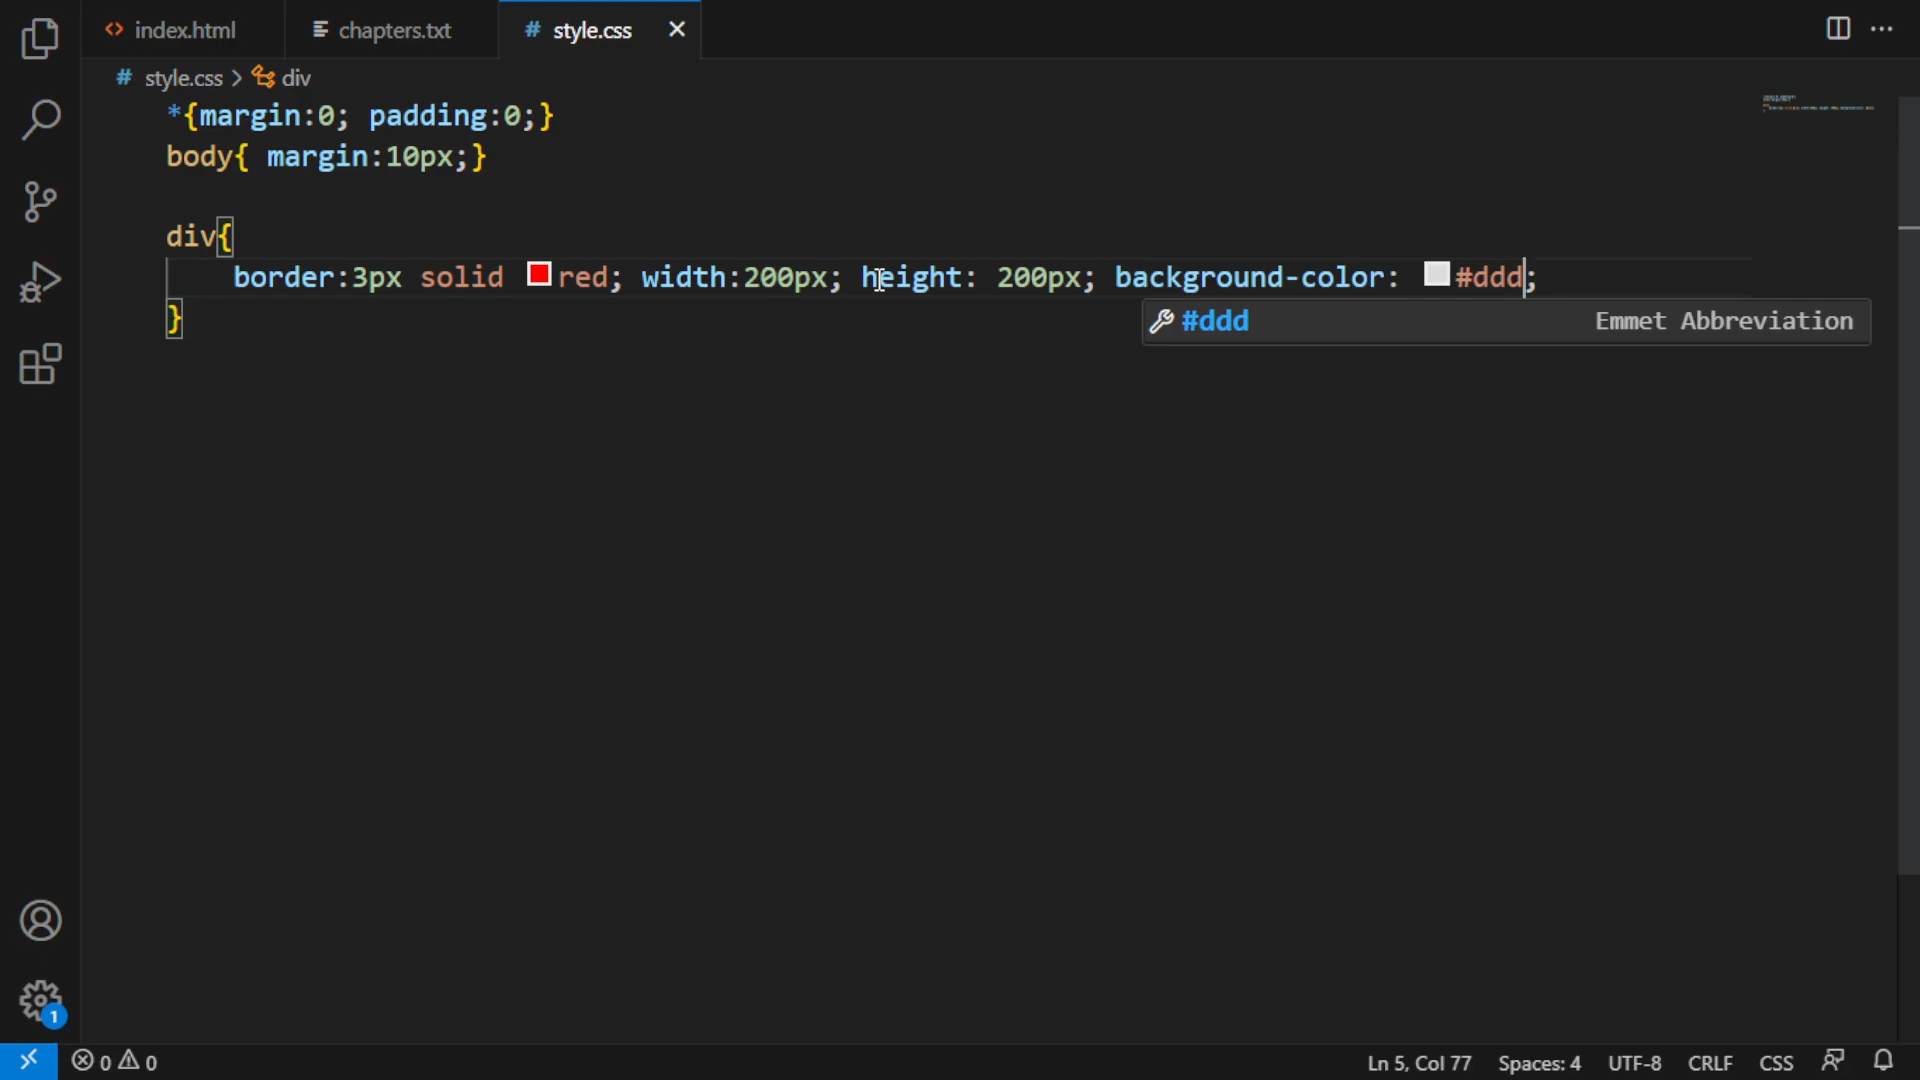 index.html
chapters.txt
# style.css
# style.css > div
*{margin:0; padding:0;}
body{ margin:10px;}
div{
border:3px solid red; width:200px; height: 200px; background-color: #ddd;
#ddd Emmet Abbreviation
}
1
0 0 Ln 5, Col 77 Spaces: 4 UTF-8 CRLF CSS